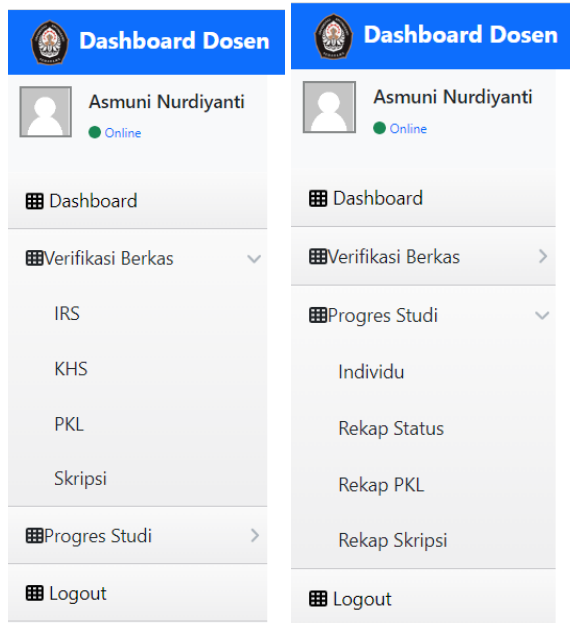 Dashboard Dosen
Asmuni Nurdiyanti
Online
Dashboard
Verifikasi Berkas
IRS
KHS
PKL
Skripsi
Progres Studi
Logout
Dashboard Dosen
Asmuni Nurdiyanti
Online
Dashboard
Verifikasi Berkas
Progres Studi
Individu
Rekap Status
Rekap PKL
Rekap Skripsi
Logout